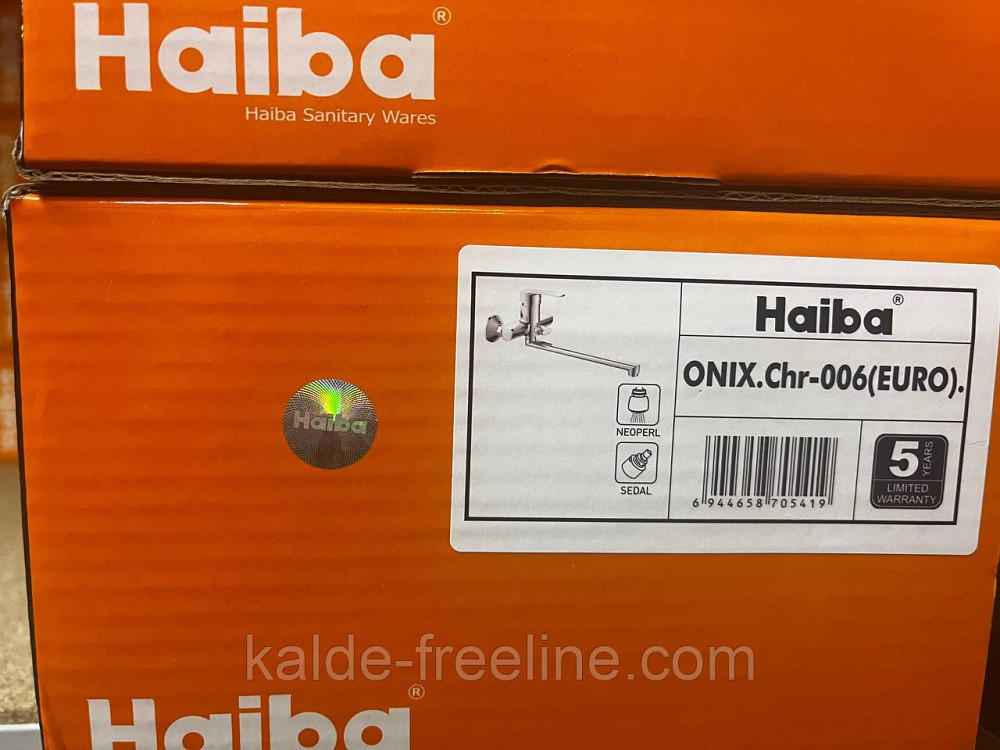 Haiba®
Haiba Sanitary Wares
Haiba®
ONIX.Chr-006(EURO).
NEOPERL
SEDAL
6 944658 705419
5 YEARS
LIMITED
WARRANTY
Haiba
kalde-freeline.com
Haiba®